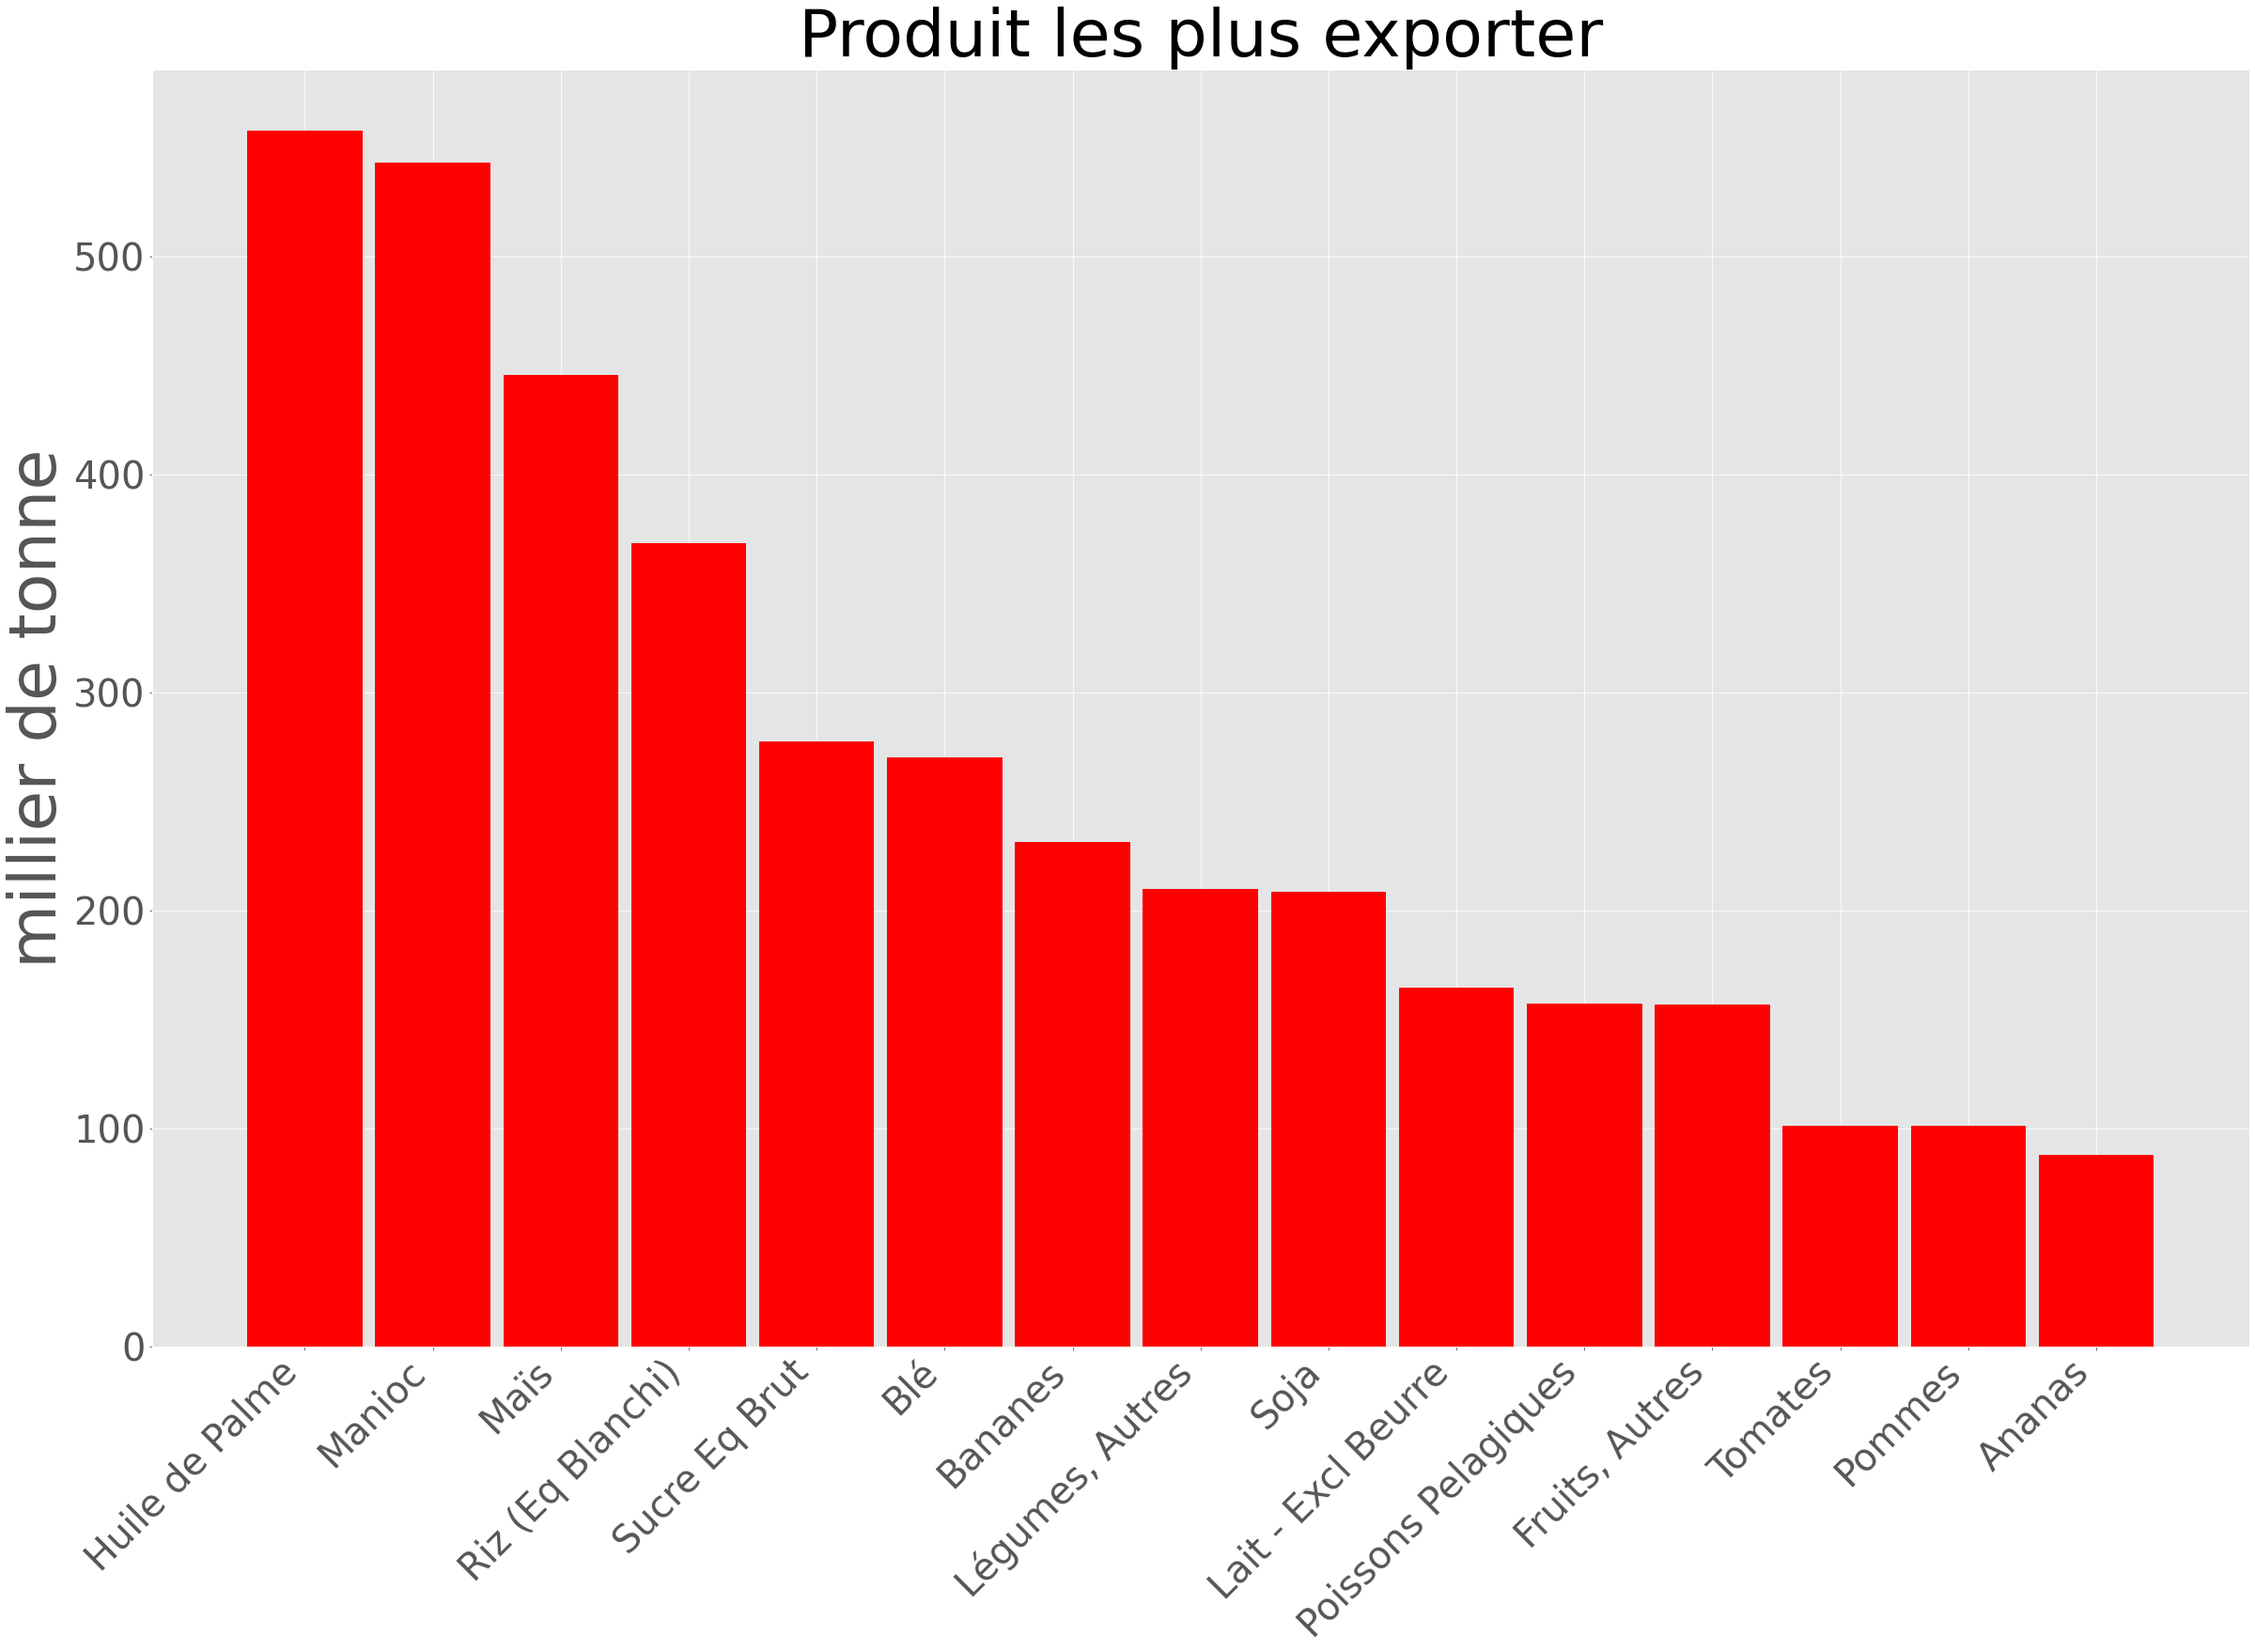 Produit les plus exporter
millier de tonne
500
400
300
200
100
0
Huile de Palme
Manioc
Maïs
Riz (Eq Blanchi)
Sucre Eq Brut
Blé
Bananes
Légumes, Autres
Soja
Lait - Excl Beurre
Poissons Pelagiques
Fruits, Autres
Tomates
Pommes
Ananas